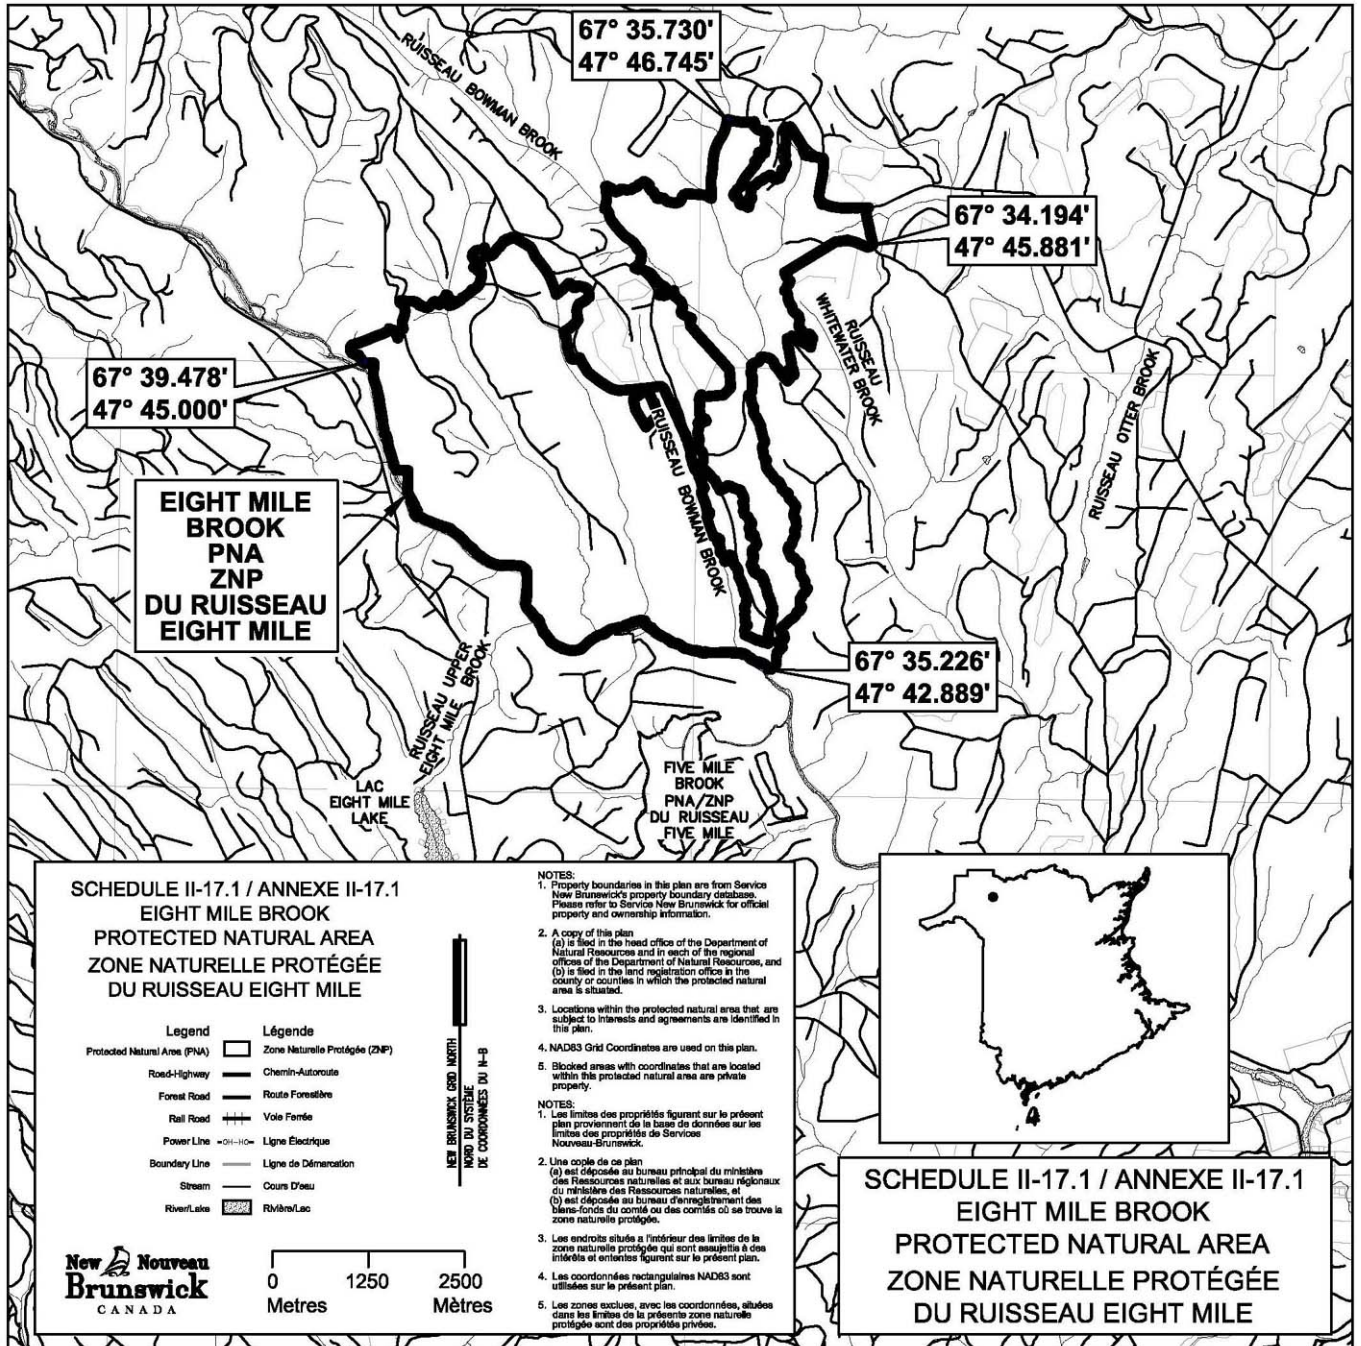 RUISSEAU BOWMAN BROOK
67° 35.730'
47° 46.745'
67° 34.194'
47° 45.881'
RUISSEAU
WHITEWATER BROOK
RUISSEAU OTTER BROOK
67° 39.478'
47° 45.000'
RUISSEAU BOWMAN BROOK
EIGHT MILE
BROOK
PNA
ZNP
DU RUISSEAU
EIGHT MILE
67° 35.226'
47° 42.889'
RUISSEAU UPPER
EIGHT MILE BROOK
LAC
EIGHT MILE
LAKE
FIVE MILE
BROOK
PNA/ZNP
DU RUISSEAU
FIVE MILE
SCHEDULE II-17.1 / ANNEXE II-17.1
EIGHT MILE BROOK
PROTECTED NATURAL AREA
ZONE NATURELLE PROTÉGÉE
DU RUISSEAU EIGHT MILE
Legend Légende
Protected Natural Area (PNA) Zone Naturelle Protégée (ZNP)
Road-Highway Chemin-Autoroute
Forest Road Route Forestière
Rail Road Voie Ferrée
Power Line -OH-HO- Ligne Électrique
Boundary Line Ligne de Démarcation
Stream Cours D'eau
River/Lake Rivière/Lac
NEW BRUNSWICK GRID NORTH
NORD DU SYSTÈME
DE COORDONNÉES DU N-B
New Nouveau
Brunswick
CANADA
0 1250 2500
Metres Mètres
NOTES:
1. Property boundaries in this plan are from Service
New Brunswick's property boundary database.
Please refer to Service New Brunswick for official
property and ownership information.
2. A copy of this plan
(a) is filed in the head office of the Department of
Natural Resources and in each of the regional
offices of the Department of Natural Resources, and
(b) is filed in the land registration office in the
county or counties in which the protected natural
area is situated.
3. Locations within the protected natural area that are
subject to interests and agreements are identified in
this plan.
4. NAD83 Grid Coordinates are used on this plan.
5. Blocked areas with coordinates that are located
within this protected natural area are private
property.
NOTES:
1. Les limites des propriétés figurant sur le présent
plan proviennent de la base de données sur les
limites des propriétés de Services
Nouveau-Brunswick.
2. Une copie de ce plan
(a) est déposée au bureau principal du ministère
des Ressources naturelles et aux bureau régionaux
du ministère des Ressources naturelles, et
(b) est déposée au bureau d'enregistrement des
biens-fonds du comté ou des comtés où se trouve la
zone naturelle protégée.
3. Les endroits situés a l'intérieur des limites de la
zone naturelle protégée qui sont assujettis à des
intérêts et ententes figurent sur le présent plan.
4. Les coordonnées rectangulaires NAD83 sont
utilisées sur le présent plan.
5. Les zones exclues, avec les coordonnées, situées
dans les limites de la présente zone naturelle
protégée sont des propriétés privées.
SCHEDULE II-17.1 / ANNEXE II-17.1
EIGHT MILE BROOK
PROTECTED NATURAL AREA
ZONE NATURELLE PROTÉGÉE
DU RUISSEAU EIGHT MILE